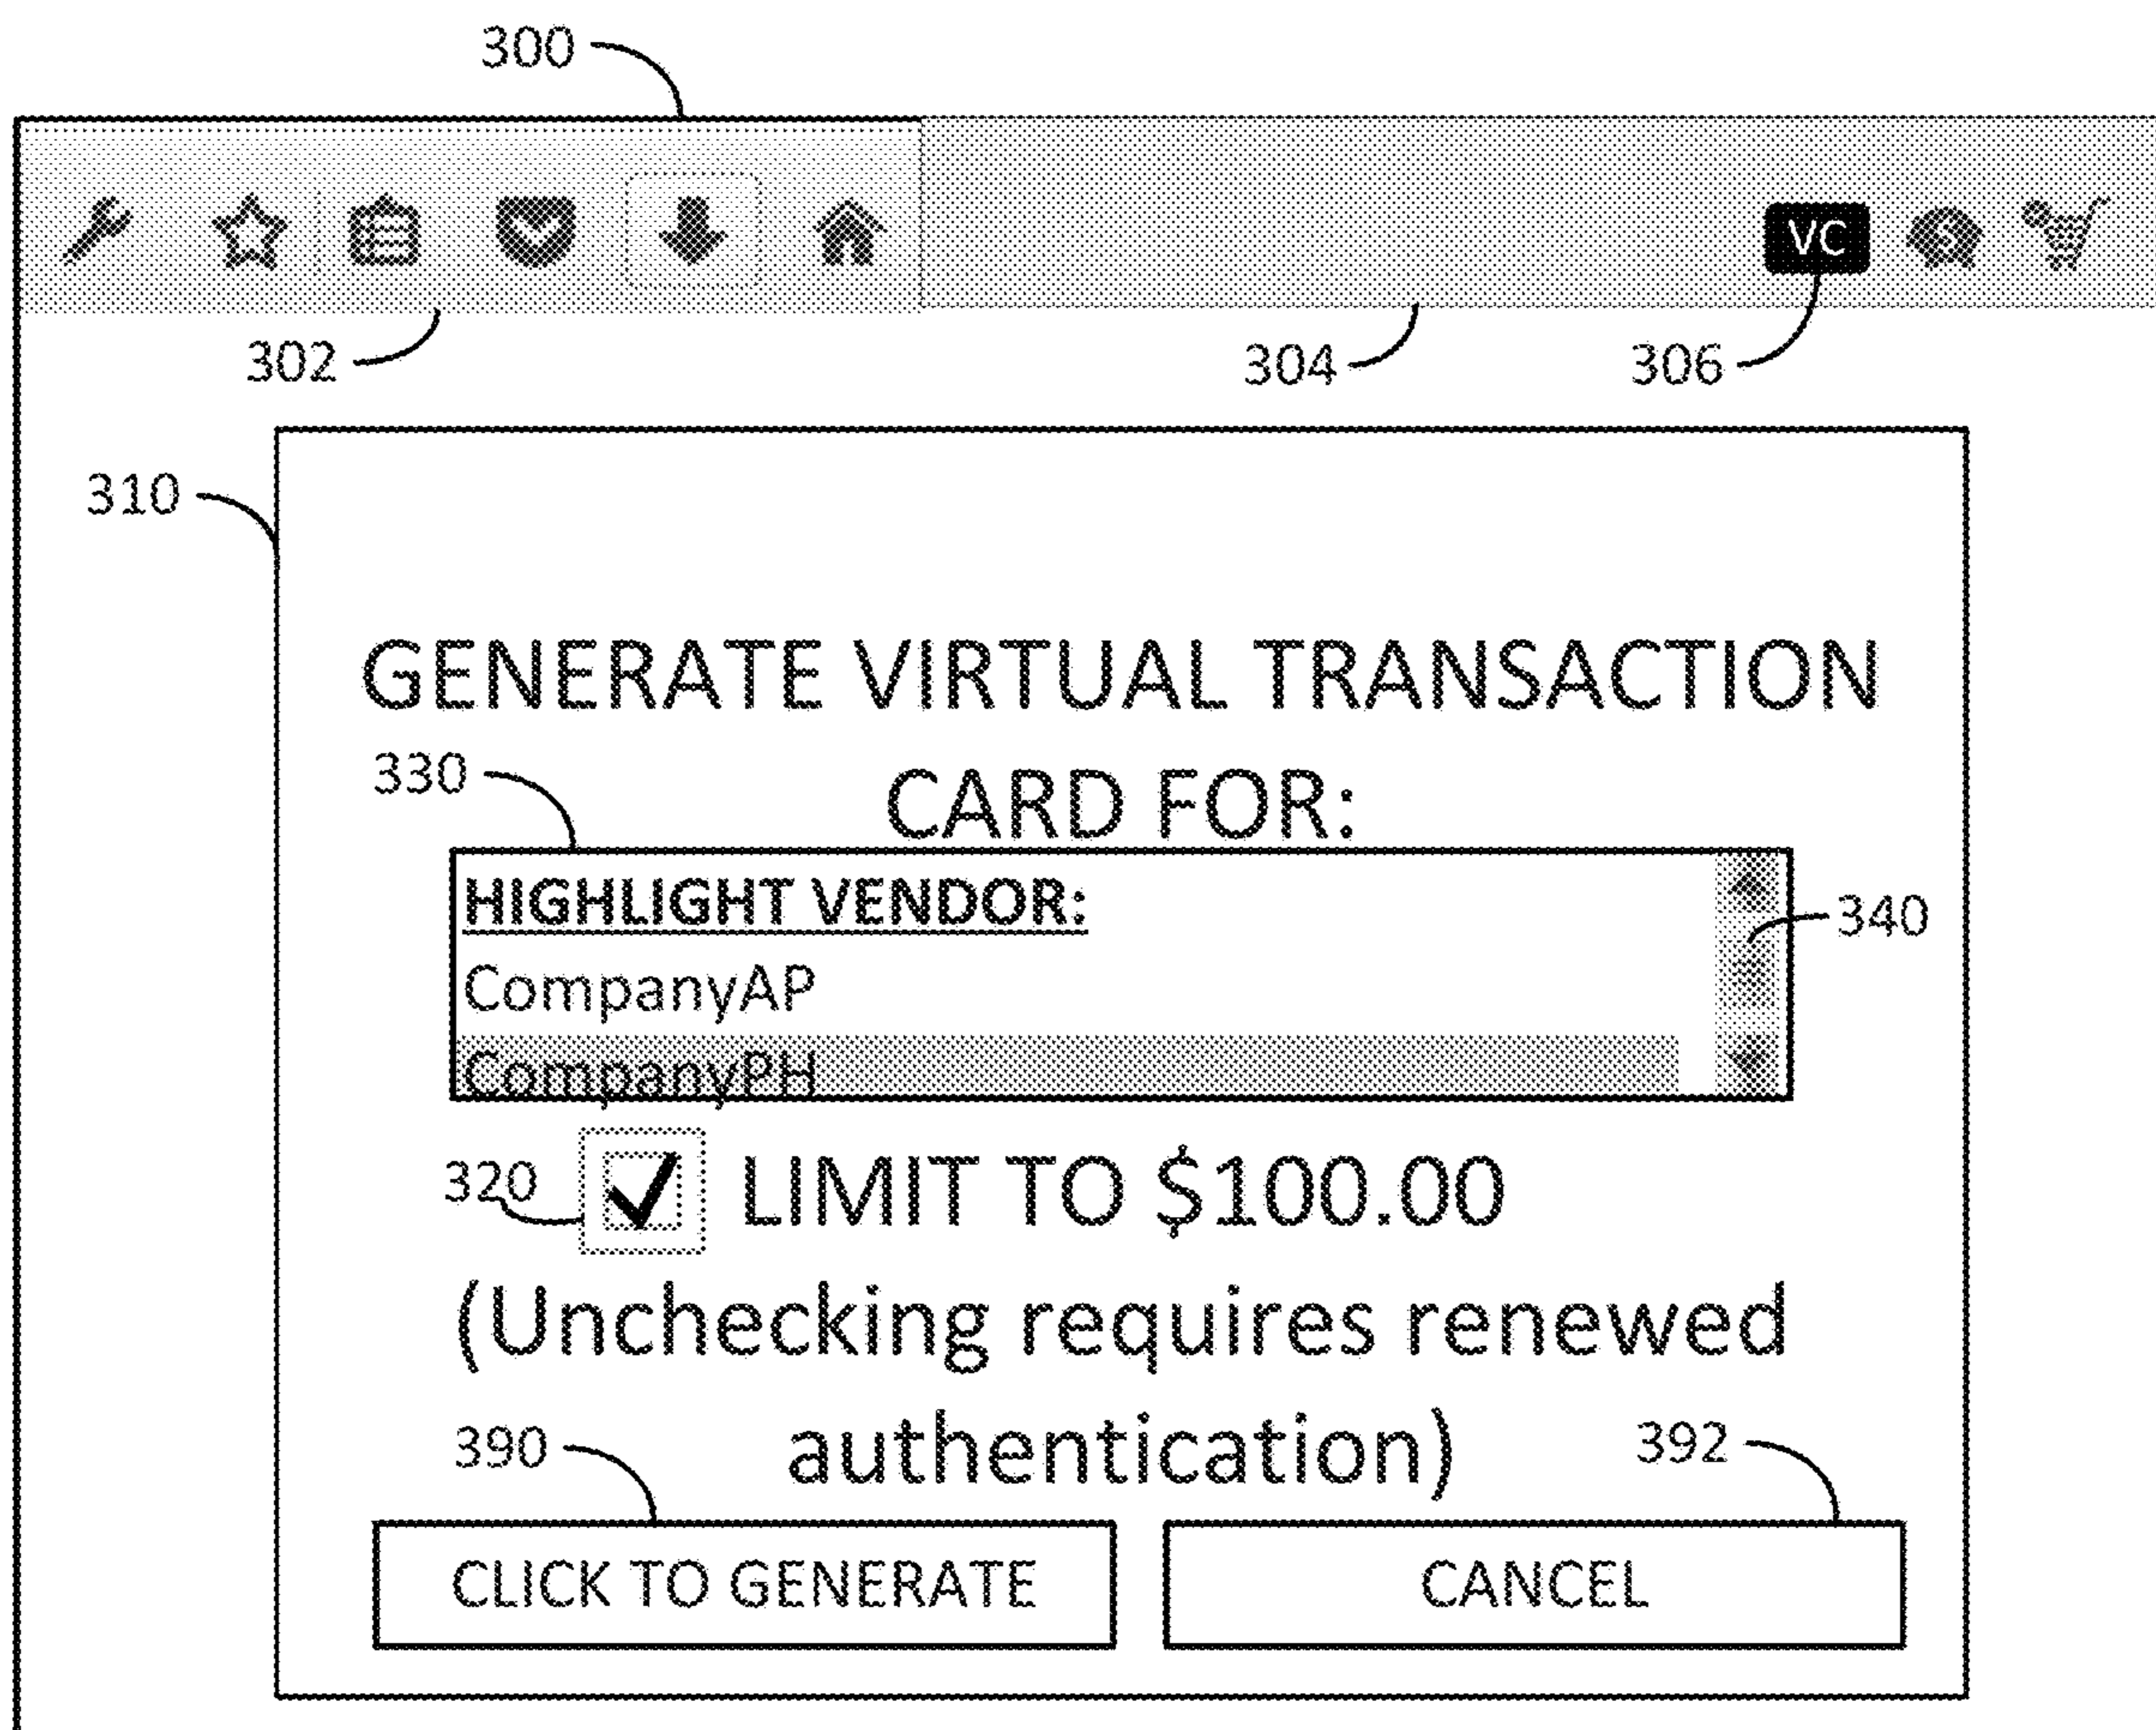 300
VC
302
304
306
310
GENERATE VIRTUAL TRANSACTION
330
CARD FOR:
HIGHLIGHT VENDOR:
340
CompanyAP
CompanyPH
320
LIMIT TO $100.00
(Unchecking requires renewed
authentication)
390
392
CLICK TO GENERATE
CANCEL